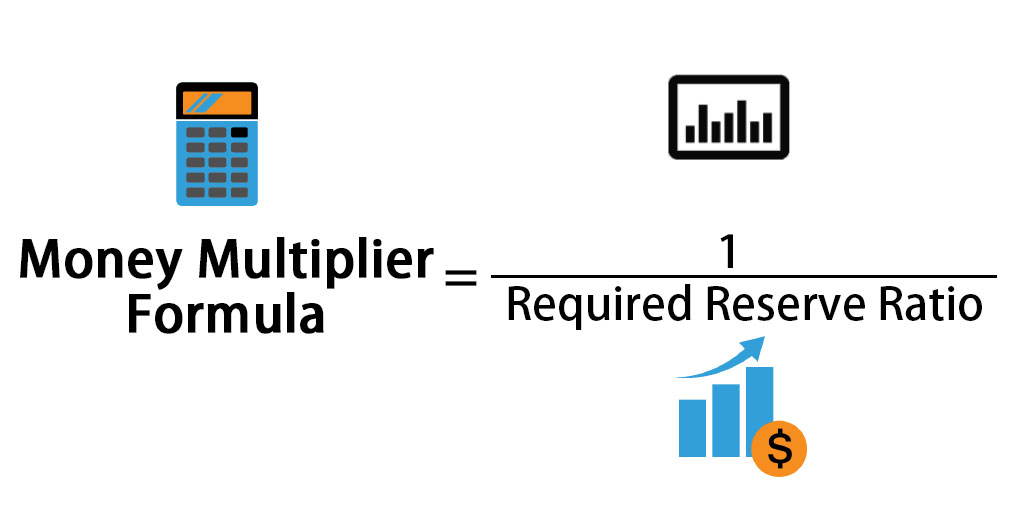 Money Multiplier
Formula
=
1
Required Reserve Ratio
$